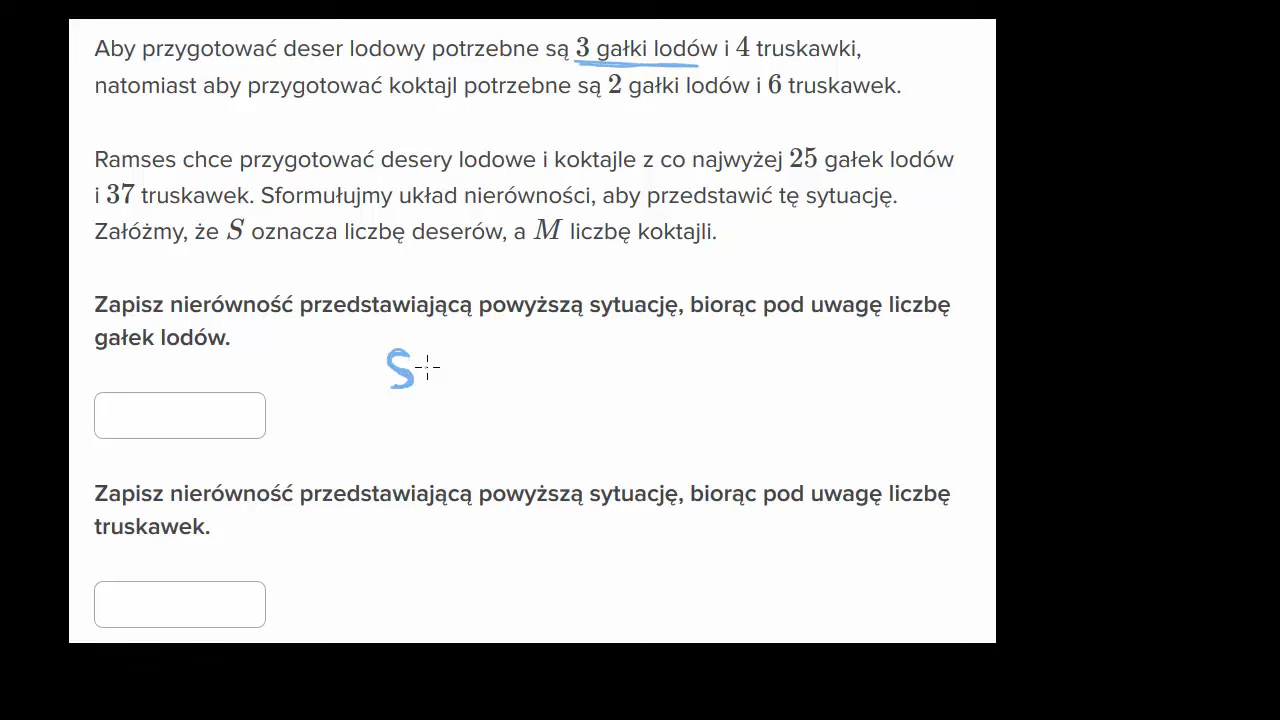 Aby przygotować deser lodowy potrzebne są 3 gałki lodów i 4 truskawki,
natomiast aby przygotować koktajl potrzebne są 2 gałki lodów i 6 truskawek.
Ramses chce przygotować desery lodowe i koktajle z co najwyżej 25 gałek lodów
i 37 truskawek. Sformułujmy układ nierówności, aby przedstawić tę sytuację.
Załóżmy, że S oznacza liczbę deserów, a M liczbę koktajli.
Zapisz nierówność przedstawiającą powyższą sytuację, biorąc pod uwagę liczbę
gałek lodów.
S
Zapisz nierówność przedstawiającą powyższą sytuację, biorąc pod uwagę liczbę
truskawek.